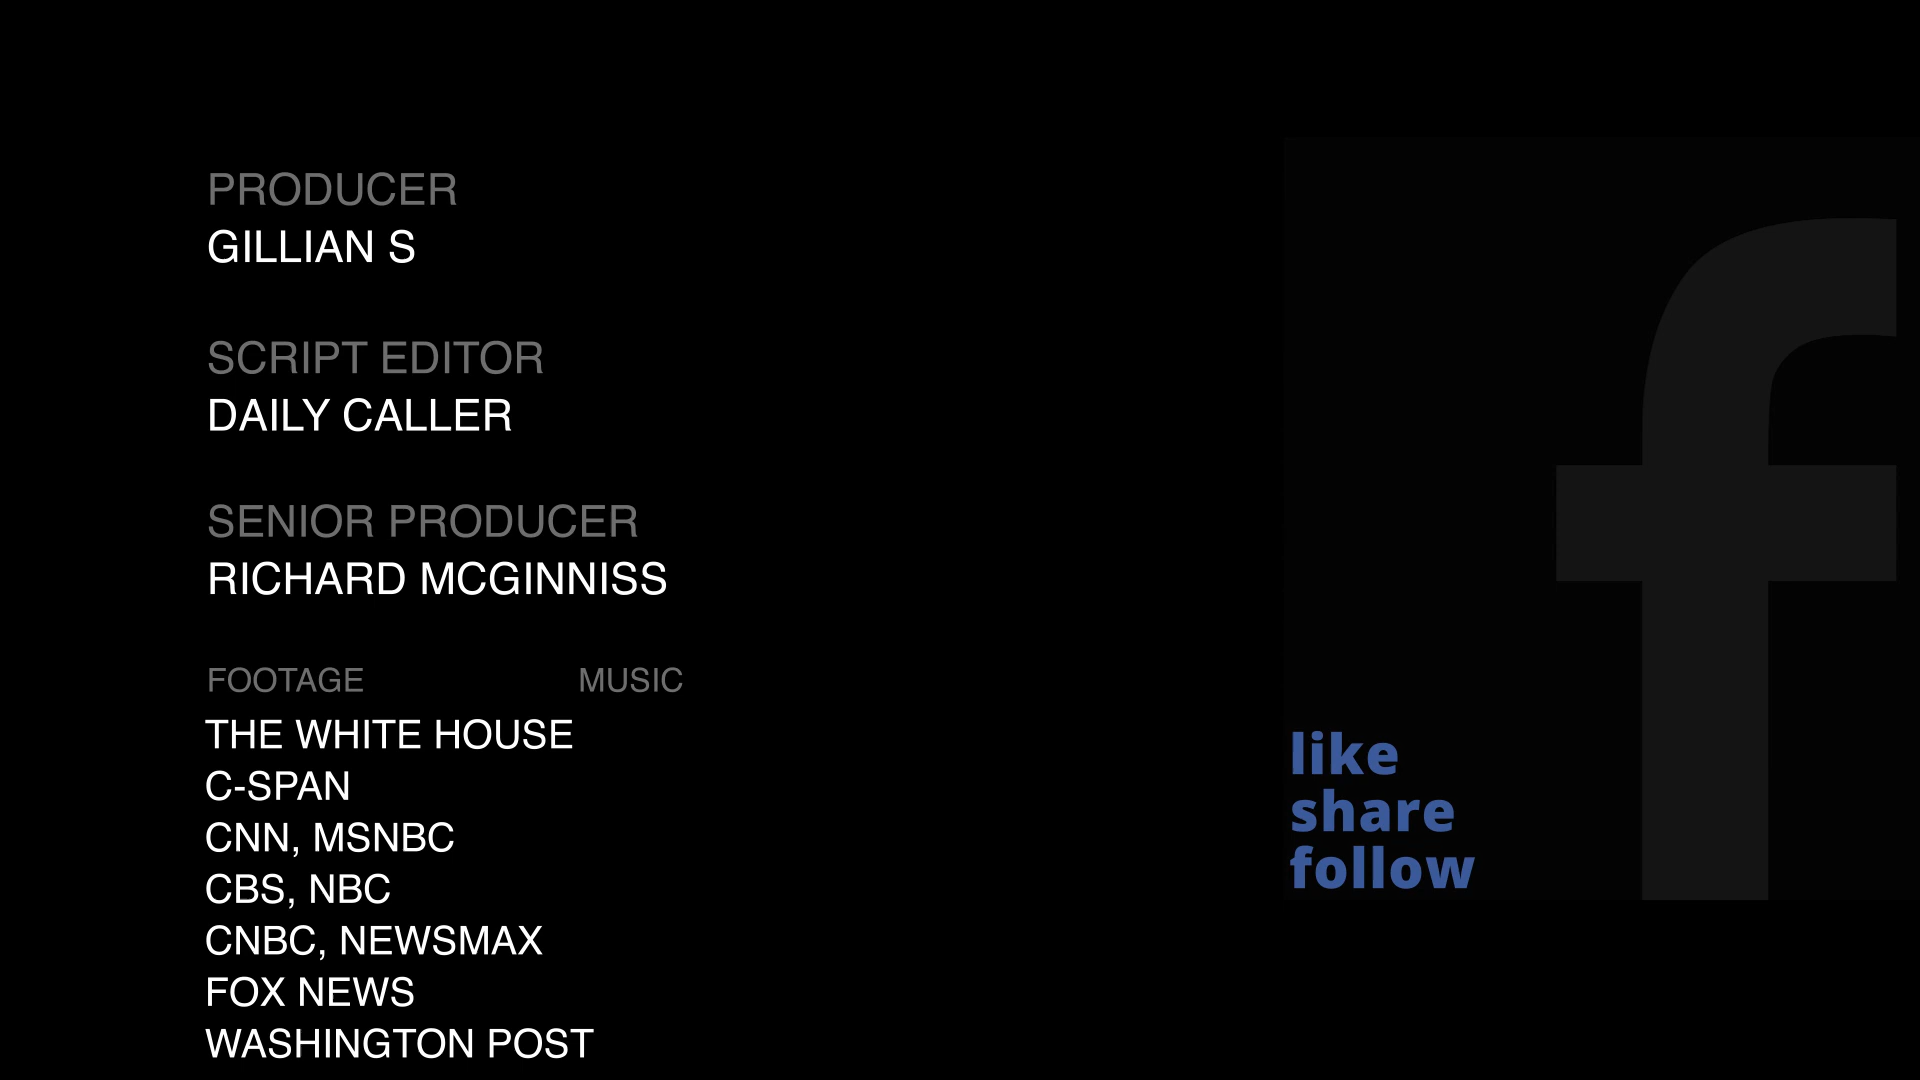 PRODUCER
GILLIAN S
SCRIPT EDITOR
DAILY CALLER
SENIOR PRODUCER
RICHARD MCGINNISS
FOOTAGE
MUSIC
THE WHITE HOUSE
C-SPAN
CNN, MSNBC
CBS, NBC
CNBC, NEWSMAX
FOX NEWS
WASHINGTON POST
f
like
share
follow